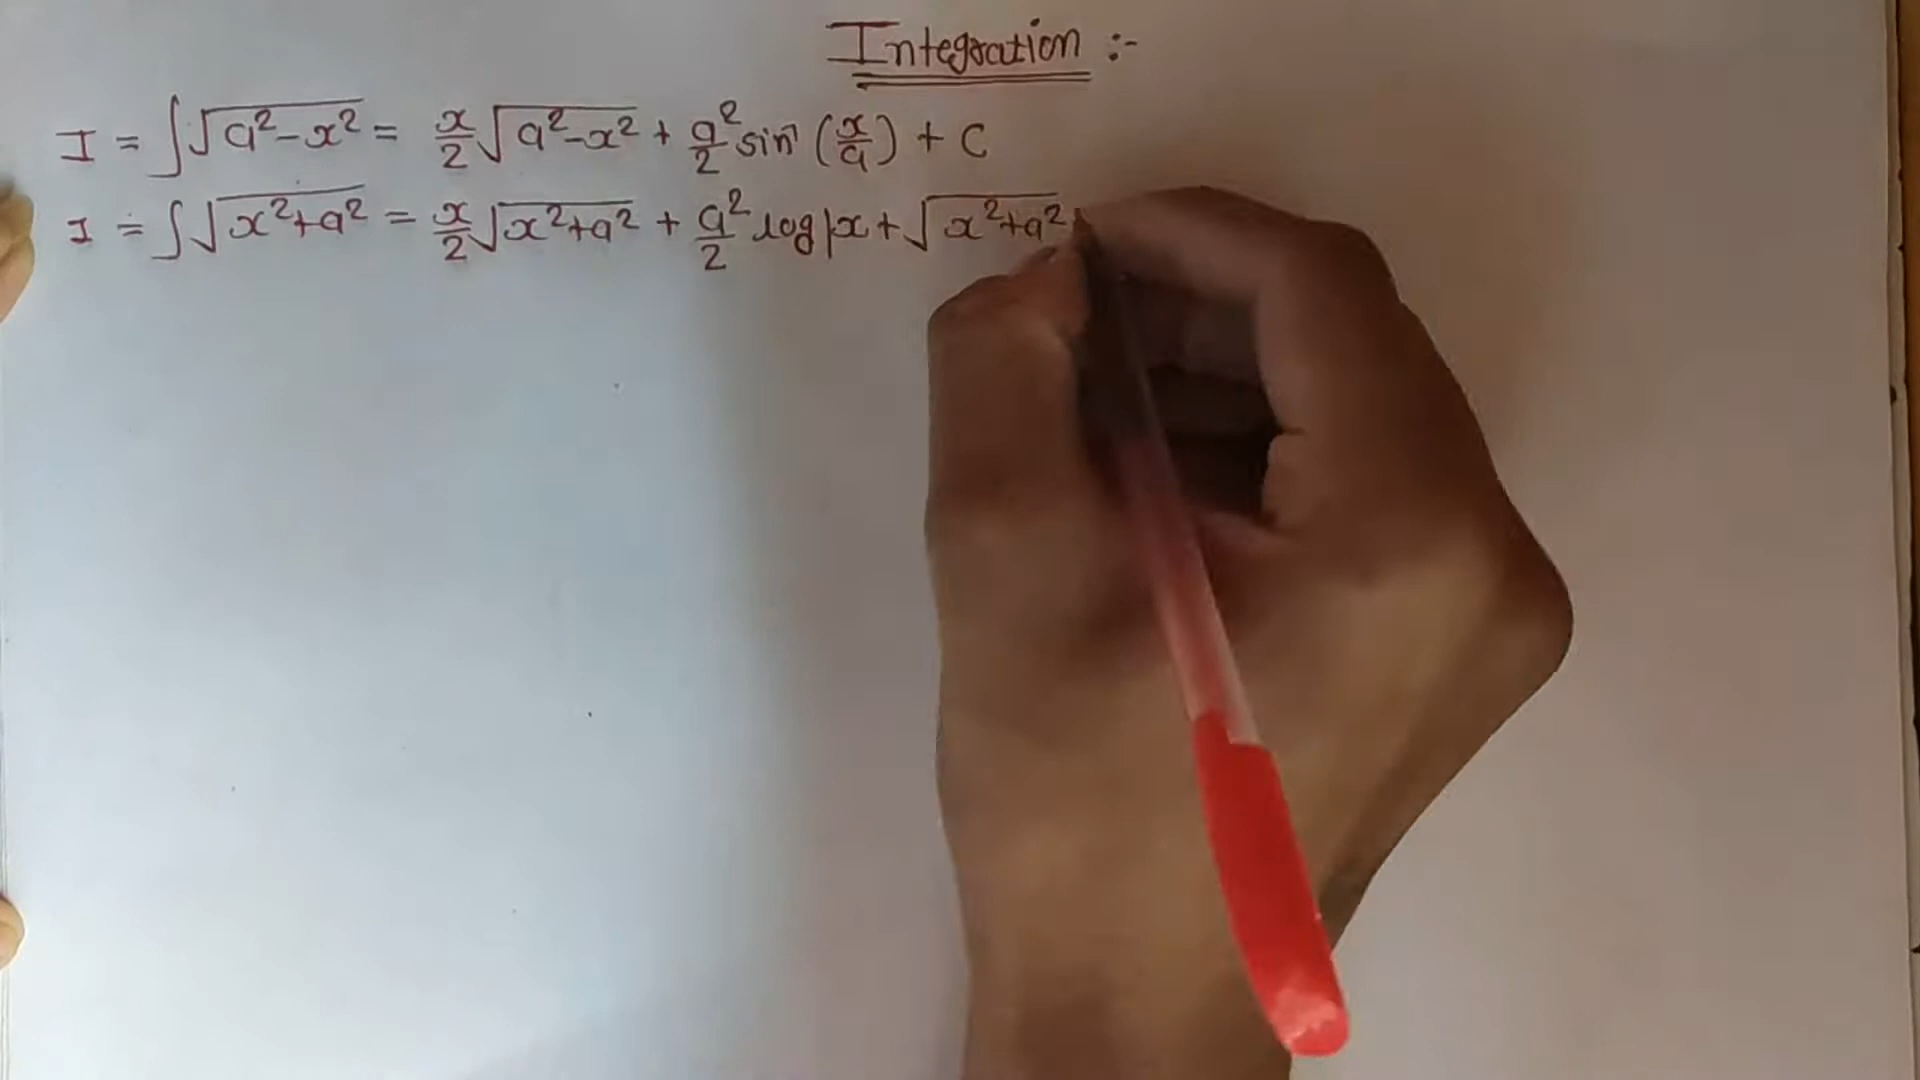 Integration :-
I = ∫√(a²-x²) = x/2 √(a²-x²) + a²/2 sin⁻¹ (x/a) + C
I = ∫√(x²+a²) = x/2 √(x²+a²) + a²/2 log|x + √(x²+a²)